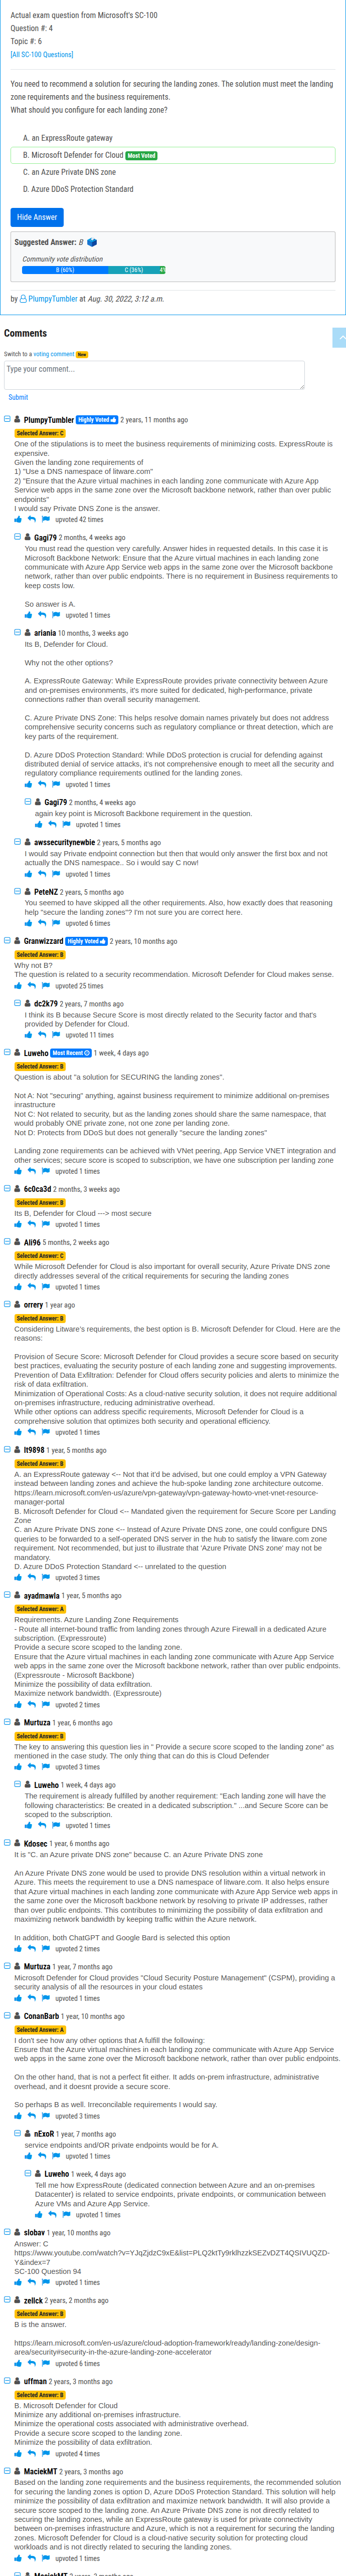 Actual exam question from Microsoft's SC-100
Question #: 4
Topic #: 6
[All SC-100 Questions]
You need to recommend a solution for securing the landing zones. The solution must meet the landing
zone requirements and the business requirements.
What should you configure for each landing zone?
A. an ExpressRoute gateway
B. Microsoft Defender for Cloud Most Voted
C. an Azure Private DNS zone
D. Azure DDoS Protection Standard
Hide Answer
Suggested Answer: B
Community vote distribution
B (60%) C (36%) 4%
by PlumpyTumbler at Aug. 30, 2022, 3:12 a.m.
Comments
Switch to a voting comment New
Type your comment...
Submit
PlumpyTumbler Highly Voted 2 years, 11 months ago
Selected Answer: C
One of the stipulations is to meet the business requirements of minimizing costs. ExpressRoute is
expensive.
Given the landing zone requirements of
1) "Use a DNS namespace of litware.com"
2) "Ensure that the Azure virtual machines in each landing zone communicate with Azure App
Service web apps in the same zone over the Microsoft backbone network, rather than over public
endpoints"
I would say Private DNS Zone is the answer.
upvoted 42 times
Gagi79 2 months, 4 weeks ago
You must read the question very carefully. Answer hides in requested details. In this case it is
Microsoft Backbone Network: Ensure that the Azure virtual machines in each landing zone
communicate with Azure App Service web apps in the same zone over the Microsoft backbone
network, rather than over public endpoints. There is no requirement in Business requirements to
keep costs low.
So answer is A.
upvoted 1 times
ariania 10 months, 3 weeks ago
Its B, Defender for Cloud.
Why not the other options?
A. ExpressRoute Gateway: While ExpressRoute provides private connectivity between Azure
and on-premises environments, it's more suited for dedicated, high-performance, private
connections rather than overall security management.
C. Azure Private DNS Zone: This helps resolve domain names privately but does not address
comprehensive security concerns such as regulatory compliance or threat detection, which are
key parts of the requirement.
D. Azure DDoS Protection Standard: While DDoS protection is crucial for defending against
distributed denial of service attacks, it's not comprehensive enough to meet all the security and
regulatory compliance requirements outlined for the landing zones.
upvoted 1 times
Gagi79 2 months, 4 weeks ago
again key point is Microsoft Backbone requirement in the question.
upvoted 1 times
awssecuritynewbie 2 years, 5 months ago
I would say Private endpoint connection but then that would only answer the first box and not
actually the DNS namespace.. So i would say C now!
upvoted 1 times
PeteNZ 2 years, 5 months ago
You seemed to have skipped all the other requirements. Also, how exactly does that reasoning
help "secure the landing zones"? I'm not sure you are correct here.
upvoted 6 times
Granwizzard Highly Voted 2 years, 10 months ago
Selected Answer: B
Why not B?
The question is related to a security recommendation. Microsoft Defender for Cloud makes sense.
upvoted 25 times
dc2k79 2 years, 7 months ago
I think its B because Secure Score is most directly related to the Security factor and that's
provided by Defender for Cloud.
upvoted 11 times
Luweho Most Recent 1 week, 4 days ago
Selected Answer: B
Question is about "a solution for SECURING the landing zones".
Not A: Not "securing" anything, against business requirement to minimize additional on-premises
inrastructure
Not C: Not related to security, but as the landing zones should share the same namespace, that
would probably ONE private zone, not one zone per landing zone.
Not D: Protects from DDoS but does not generally "secure the landing zones"
Landing zone requirements can be achieved with VNet peering, App Service VNET integration and
other services; secure score is scoped to subscription, we have one subscription per landing zone
upvoted 1 times
6c0ca3d 2 months, 3 weeks ago
Selected Answer: B
Its B, Defender for Cloud ---> most secure
upvoted 1 times
Ali96 5 months, 2 weeks ago
Selected Answer: C
While Microsoft Defender for Cloud is also important for overall security, Azure Private DNS zone
directly addresses several of the critical requirements for securing the landing zones
upvoted 1 times
orrery 1 year ago
Selected Answer: B
Considering Litware's requirements, the best option is B. Microsoft Defender for Cloud. Here are the
reasons:
Provision of Secure Score: Microsoft Defender for Cloud provides a secure score based on security
best practices, evaluating the security posture of each landing zone and suggesting improvements.
Prevention of Data Exfiltration: Defender for Cloud offers security policies and alerts to minimize the
risk of data exfiltration.
Minimization of Operational Costs: As a cloud-native security solution, it does not require additional
on-premises infrastructure, reducing administrative overhead.
While other options can address specific requirements, Microsoft Defender for Cloud is a
comprehensive solution that optimizes both security and operational efficiency.
upvoted 1 times
It9898 1 year, 5 months ago
Selected Answer: B
A. an ExpressRoute gateway <-- Not that it'd be advised, but one could employ a VPN Gateway
instead between landing zones and achieve the hub-spoke landing zone architecture outcome.
https://learn.microsoft.com/en-us/azure/vpn-gateway/vpn-gateway-howto-vnet-vnet-resource-
manager-portal
B. Microsoft Defender for Cloud <-- Mandated given the requirement for Secure Score per Landing
Zone
C. an Azure Private DNS zone <-- Instead of Azure Private DNS zone, one could configure DNS
queries to be forwarded to a self-operated DNS server in the hub to satisfy the litware.com zone
requirement. Not recommended, but just to illustrate that 'Azure Private DNS zone' may not be
mandatory.
D. Azure DDoS Protection Standard <-- unrelated to the question
upvoted 3 times
ayadmawla 1 year, 5 months ago
Selected Answer: A
Requirements. Azure Landing Zone Requirements
- Route all internet-bound traffic from landing zones through Azure Firewall in a dedicated Azure
subscription. (Expressroute)
Provide a secure score scoped to the landing zone.
Ensure that the Azure virtual machines in each landing zone communicate with Azure App Service
web apps in the same zone over the Microsoft backbone network, rather than over public endpoints.
(Expressroute - Microsoft Backbone)
Minimize the possibility of data exfiltration.
Maximize network bandwidth. (Expressroute)
upvoted 2 times
Murtuza 1 year, 6 months ago
Selected Answer: B
The key to answering this question lies in " Provide a secure score scoped to the landing zone" as
mentioned in the case study. The only thing that can do this is Cloud Defender
upvoted 3 times
Luweho 1 week, 4 days ago
The requirement is already fulfilled by another requirement: "Each landing zone will have the
following characteristics: Be created in a dedicated subscription." ...and Secure Score can be
scoped to the subscription.
upvoted 1 times
Kdosec 1 year, 6 months ago
It is "C. an Azure private DNS zone" because C. an Azure Private DNS zone
An Azure Private DNS zone would be used to provide DNS resolution within a virtual network in
Azure. This meets the requirement to use a DNS namespace of litware.com. It also helps ensure
that Azure virtual machines in each landing zone communicate with Azure App Service web apps in
the same zone over the Microsoft backbone network by resolving to private IP addresses, rather
than over public endpoints. This contributes to minimizing the possibility of data exfiltration and
maximizing network bandwidth by keeping traffic within the Azure network.
In addition, both ChatGPT and Google Bard is selected this option
upvoted 2 times
Murtuza 1 year, 7 months ago
Microsoft Defender for Cloud provides "Cloud Security Posture Management" (CSPM), providing a
security analysis of all the resources in your cloud estates
upvoted 1 times
ConanBarb 1 year, 10 months ago
Selected Answer: A
I don't see how any other options that A fulfill the following:
Ensure that the Azure virtual machines in each landing zone communicate with Azure App Service
web apps in the same zone over the Microsoft backbone network, rather than over public endpoints.
On the other hand, that is not a perfect fit either. It adds on-prem infrastructure, administrative
overhead, and it doesnt provide a secure score.
So perhaps B as well. Irreconcilable requirements I would say.
upvoted 3 times
nExoR 1 year, 7 months ago
service endpoints and/OR private endpoints would be for A.
upvoted 1 times
Luweho 1 week, 4 days ago
Tell me how ExpressRoute (dedicated connection between Azure and an on-premises
Datacenter) is related to service endpoints, private endpoints, or communication between
Azure VMs and Azure App Service.
upvoted 1 times
slobav 1 year, 10 months ago
Answer: C
https://www.youtube.com/watch?v=YJqZjdzC9xE&list=PLQ2ktTy9rklhzzkSEZvDZT4QSIVUQZD-
Y&index=7
SC-100 Question 94
upvoted 1 times
zellck 2 years, 2 months ago
Selected Answer: B
B is the answer.
https://learn.microsoft.com/en-us/azure/cloud-adoption-framework/ready/landing-zone/design-
area/security#security-in-the-azure-landing-zone-accelerator
upvoted 6 times
uffman 2 years, 3 months ago
Selected Answer: B
B. Microsoft Defender for Cloud
Minimize any additional on-premises infrastructure.
Minimize the operational costs associated with administrative overhead.
Provide a secure score scoped to the landing zone.
Minimize the possibility of data exfiltration.
upvoted 4 times
MaciekMT 2 years, 3 months ago
Based on the landing zone requirements and the business requirements, the recommended solution
for securing the landing zones is option D, Azure DDoS Protection Standard. This solution will help
minimize the possibility of data exfiltration and maximize network bandwidth. It will also provide a
secure score scoped to the landing zone. An Azure Private DNS zone is not directly related to
securing the landing zones, while an ExpressRoute gateway is used for private connectivity
between on-premises infrastructure and Azure, which is not a requirement for securing the landing
zones. Microsoft Defender for Cloud is a cloud-native security solution for protecting cloud
workloads and is not directly related to securing the landing zones.
upvoted 1 times